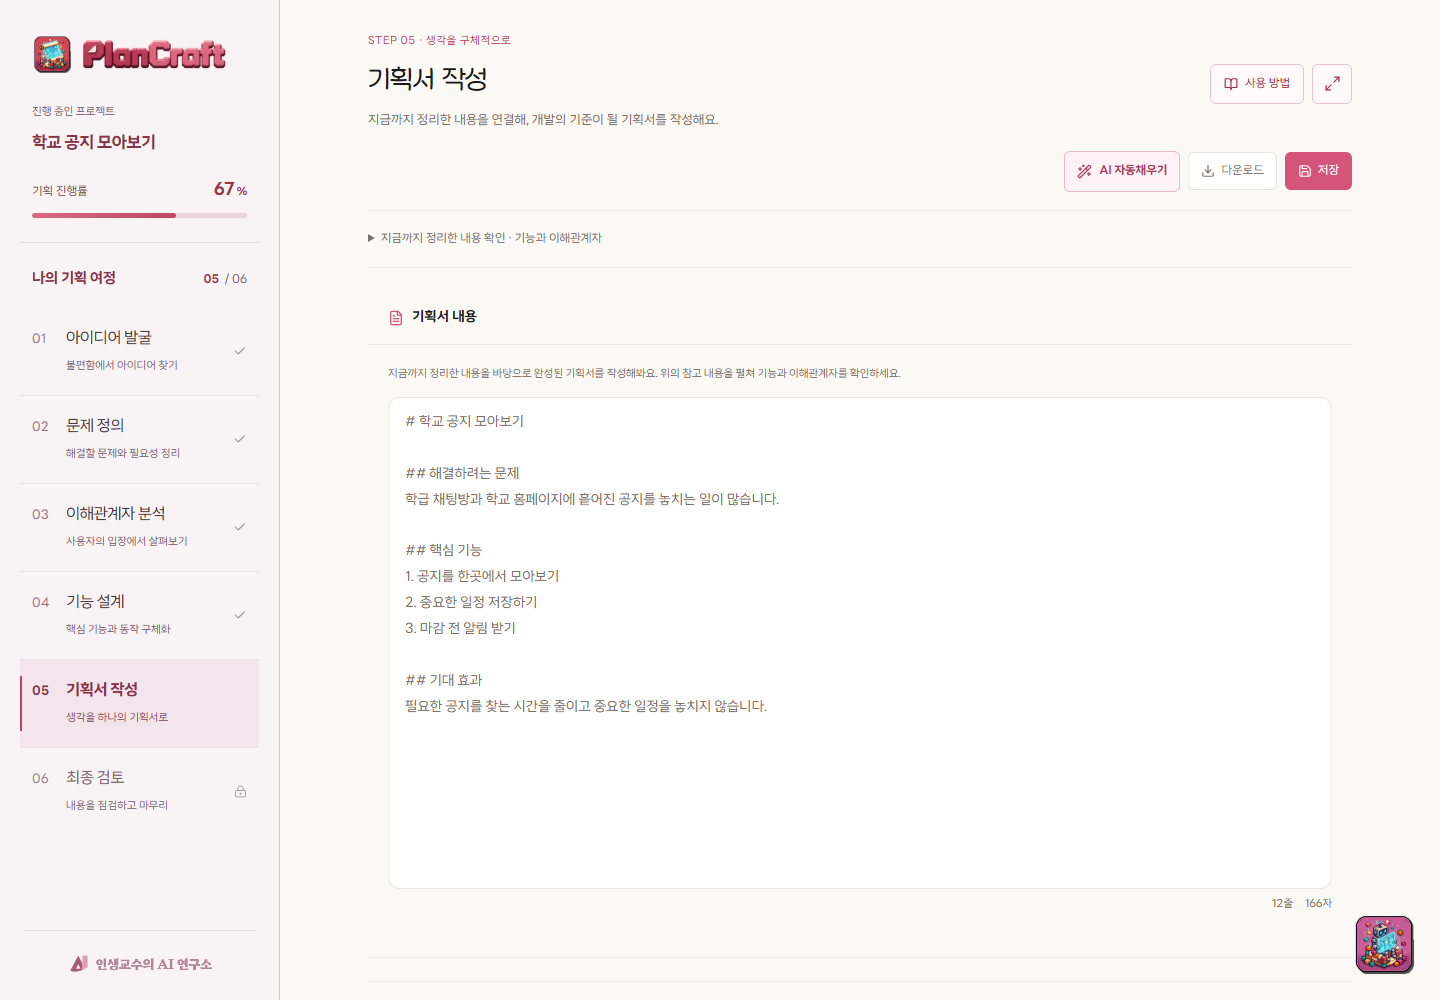 PlanCraft
진행 중인 프로젝트
학교 공지 모아보기
기획 진행률 67 %
나의 기획 여정 05 / 06
01 아이디어 발굴
불편함에서 아이디어 찾기
02 문제 정의
해결할 문제와 필요성 정리
03 이해관계자 분석
사용자의 입장에서 살펴보기
04 기능 설계
핵심 기능과 동작 구체화
05 기획서 작성
생각을 하나의 기획서로
06 최종 검토
내용을 점검하고 마무리
인생교수의 AI 연구소
STEP 05 · 생각을 구체적으로
기획서 작성
사용 방법
지금까지 정리한 내용을 연결해, 개발의 기준이 될 기획서를 작성해요.
AI 자동채우기 다운로드 저장
지금까지 정리한 내용 확인 · 기능과 이해관계자
기획서 내용
지금까지 정리한 내용을 바탕으로 완성된 기획서를 작성해봐요. 위의 참고 내용을 펼쳐 기능과 이해관계자를 확인하세요.
# 학교 공지 모아보기
## 해결하려는 문제
학급 채팅방과 학교 홈페이지에 흩어진 공지를 놓치는 일이 많습니다.
## 핵심 기능
1. 공지를 한곳에서 모아보기
2. 중요한 일정 저장하기
3. 마감 전 알림 받기
## 기대 효과
필요한 공지를 찾는 시간을 줄이고 중요한 일정을 놓치지 않습니다.
12줄 166자